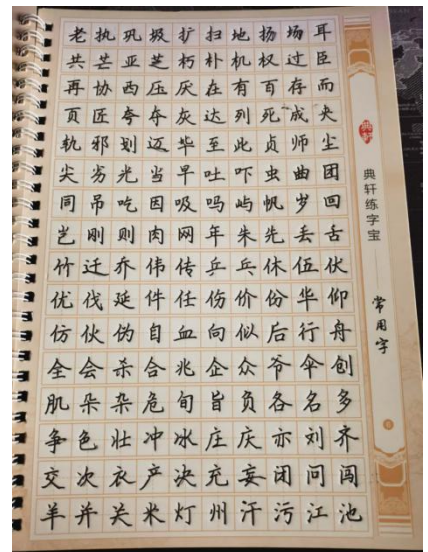 老执巩圾扩扫地扬场耳
共芒亚芝朽朴机权过臣
再协西压厌在有百存而
页匠夸夺灰达列死成夹
轨邪划迈毕至此贞师尘
尖劣光当早吐吓虫曲团
同吊吃因吸吗屿帆岁回
岂刚则肉网年朱先丢舌
竹迁乔伟传乒乓休伍伏
优伐延件任伤价份华仰
仿伙伪自血向似后行舟
全会杀合兆企众爷伞创
肌朵杂危旬旨负各名多
争色壮冲冰庄庆亦刘齐
交次衣产决充妄闭问闯
羊并关米灯州汗污江池
典轩
典轩练字宝
常用字